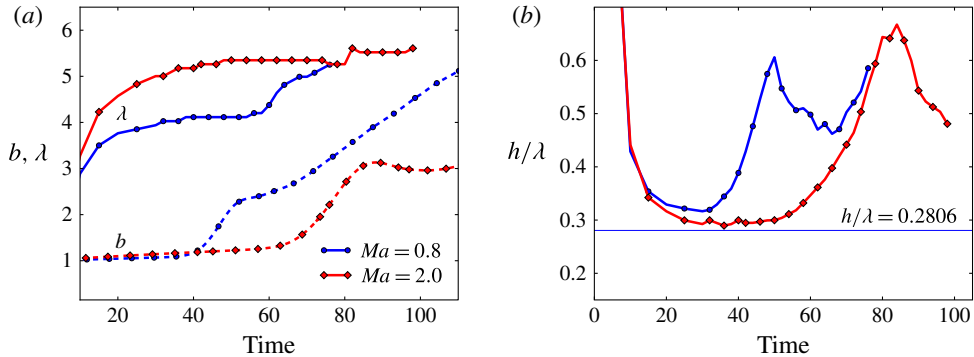 (a)
6
5
4
3
2
1
b, λ
λ
b
Ma = 0.8
Ma = 2.0
20
40
60
80
100
Time
(b)
0.6
0.5
0.4
0.3
0.2
h/λ
h/λ = 0.2806
0
20
40
60
80
100
Time